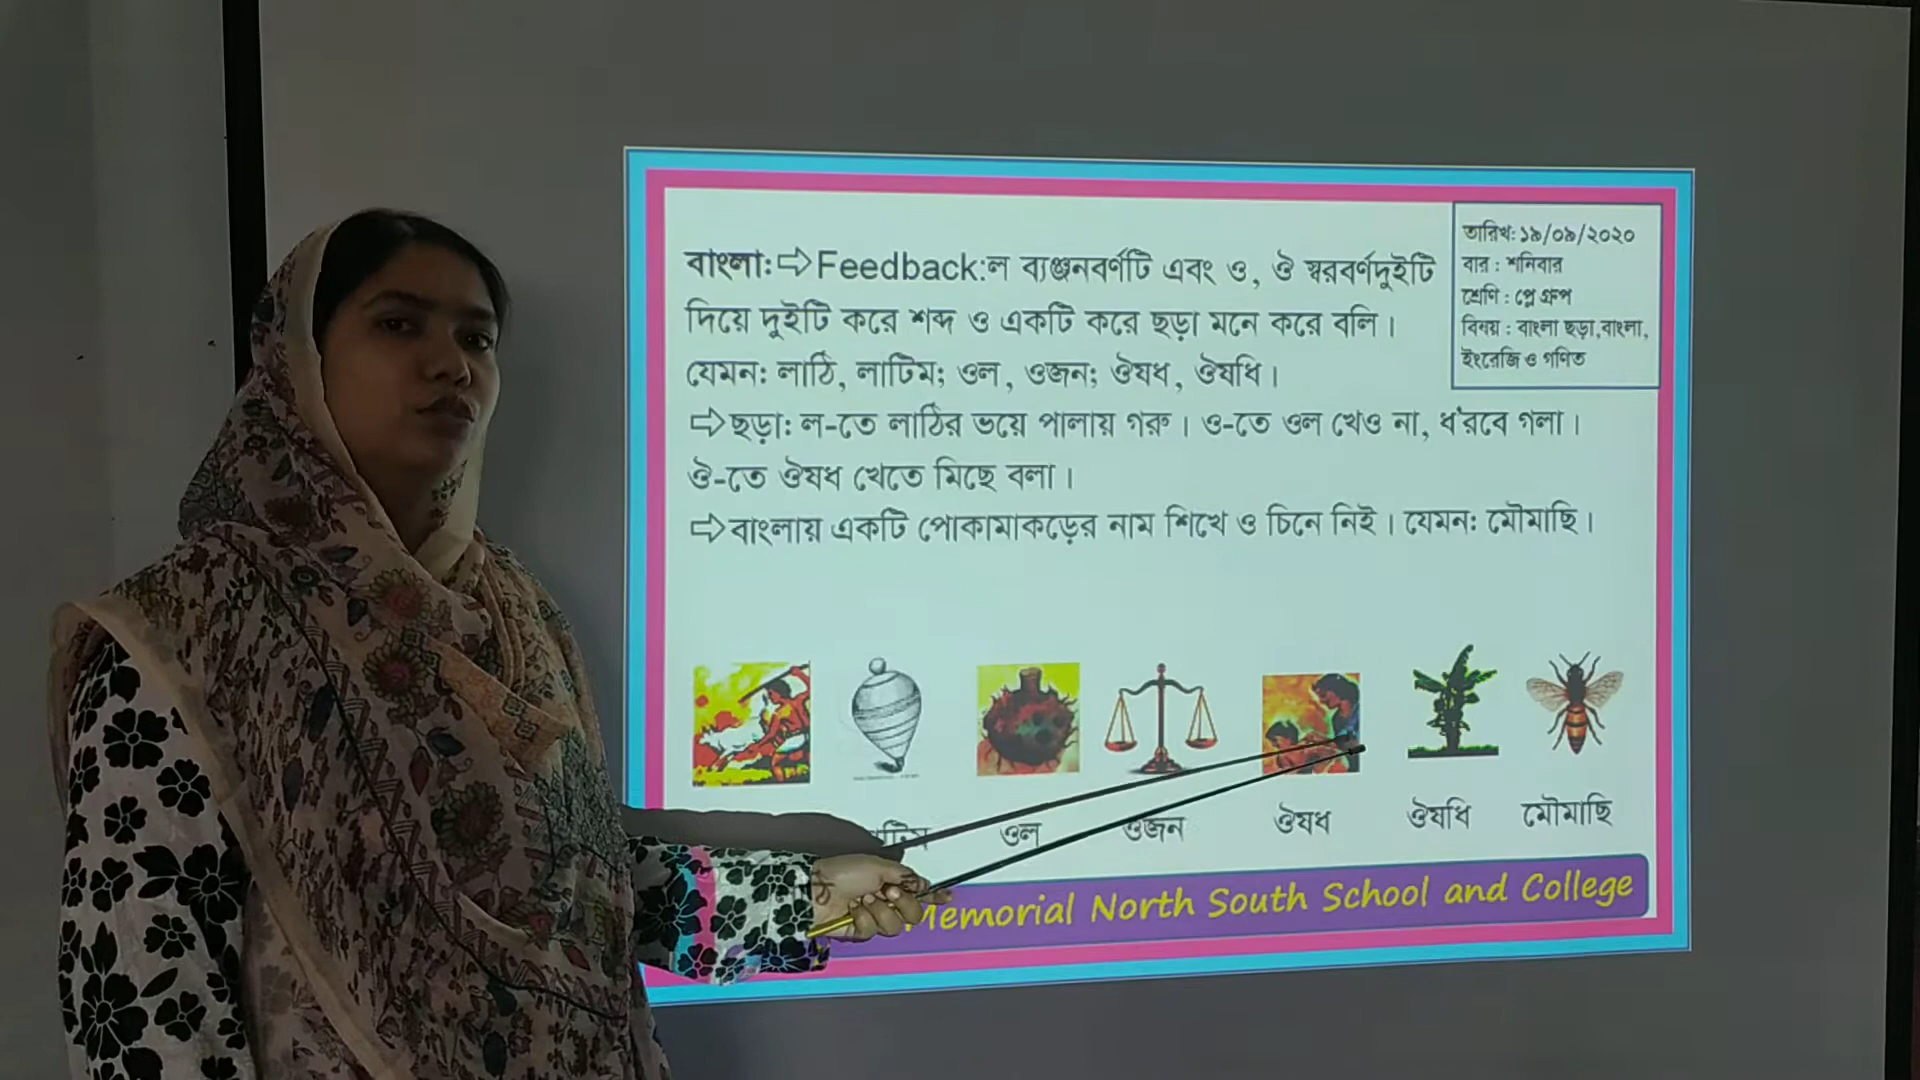 বাংলা: ⇨Feedback:ল ব্যঞ্জনবর্ণটি এবং ও, ঔ স্বরবর্ণদুইটি
দিয়ে দুইটি করে শব্দ ও একটি করে ছড়া মনে করে বলি।
যেমন: লাঠি, লাটিম; ওল, ওজন; ঔষধ, ঔষধি।
⇨ছড়া: ল-তে লাঠির ভয়ে পালায় গরু। ও-তে ওল খেও না, ধ'রবে গলা।
ঔ-তে ঔষধ খেতে মিছে বলা।
⇨বাংলায় একটি পোকামাকড়ের নাম শিখে ও চিনে নিই। যেমন: মৌমাছি।
তারিখ: ১৯/০৯/২০২০
বার : শনিবার
শ্রেণি : প্লে গ্রুপ
বিষয় : বাংলা ছড়া,বাংলা,
ইংরেজি ও গণিত
ওল ওজন ঔষধ ঔষধি মৌমাছি
Memorial North South School and College